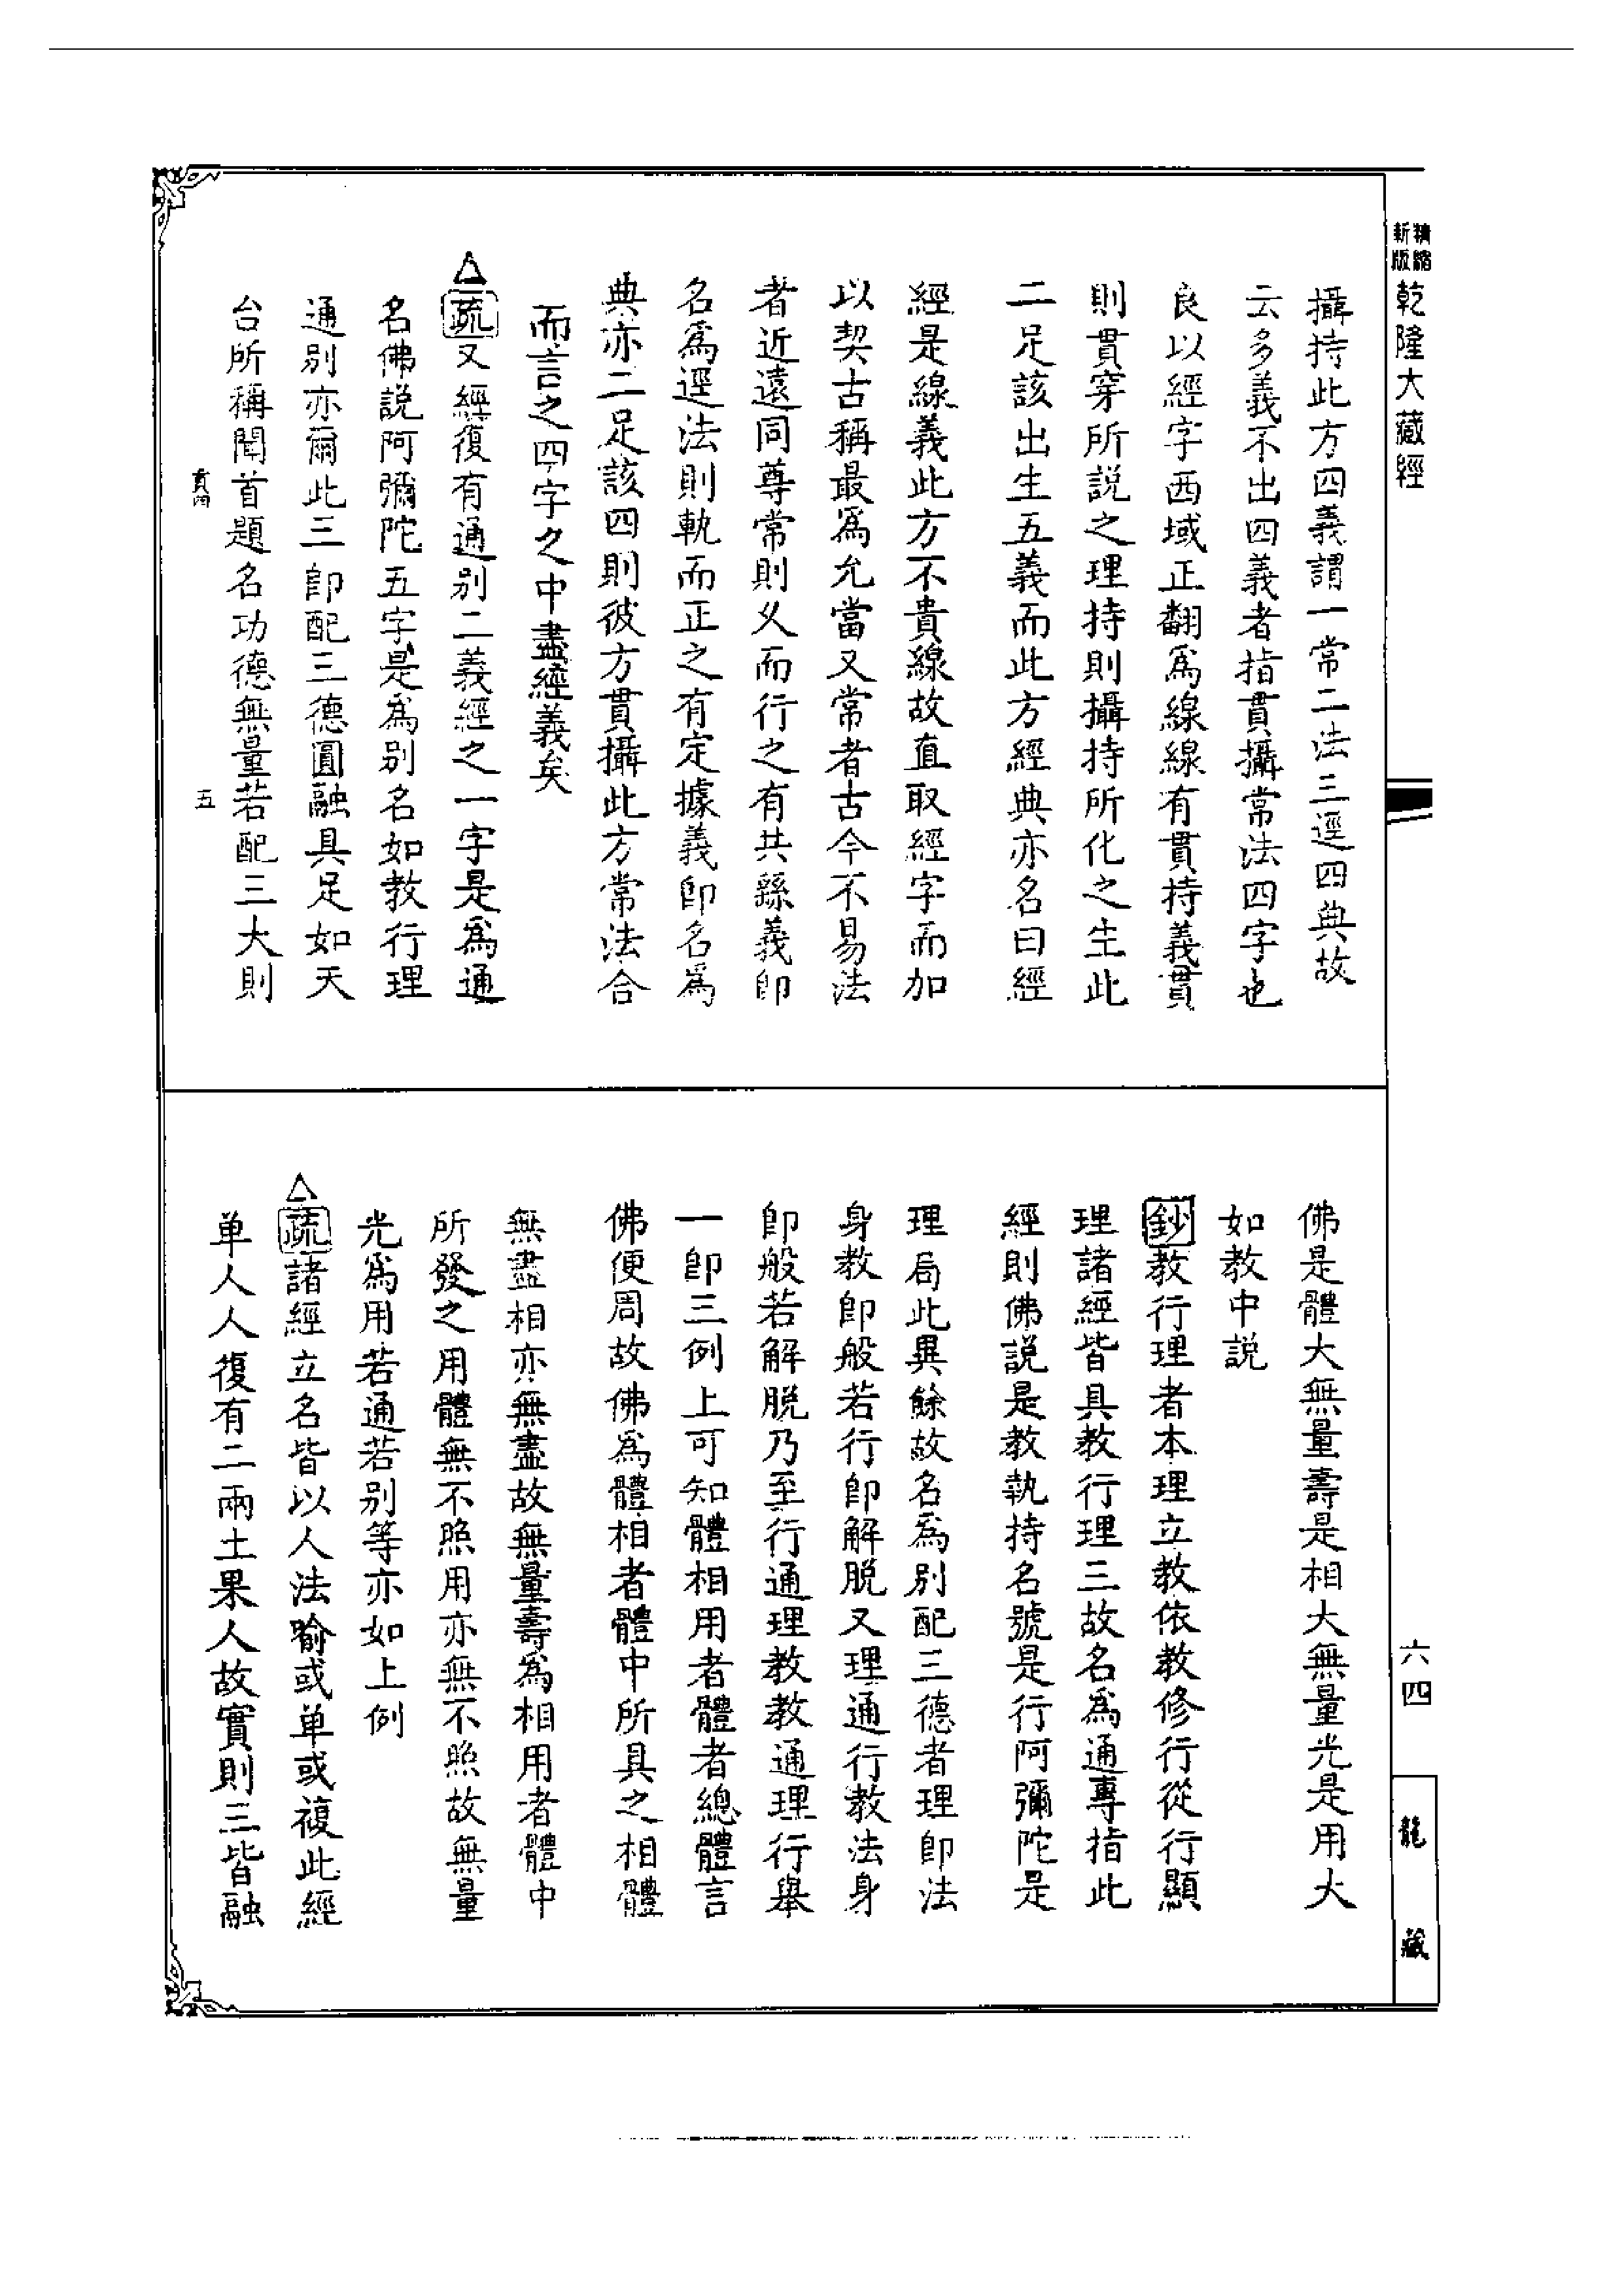 精縮
新版
乾隆大藏經
攝持此方四義謂一常二法三逕四典故
云多義不出四義者指貫攝常法四字也
良以經字西域正翻爲線線有貫持義貫
則貫穿所説之理持則攝持所化之生此
二足該出生五義而此方經典亦名曰經
經是線義此方不貴線故直取經字而加
以契古稱最爲允當又常者古今不易法
者近遠同尊常則乆而行之有共繇義卽
名爲逕法則軌而正之有定據義卽名爲
典亦二足該四則彼方貫攝此方常法合
而言之四字之中盡經義矣
△疏又經復有通別二義經之一字是爲通
名佛説阿彌陀五字是爲別名如教行理
通別亦爾此三卽配三德圓融具足如天
台所稱聞首題名功德無量若配三大則
五
佛是體大無量壽是相大無量光是用大
如教中説
鈔教行理者本理立教依教修行從行顯
理諸經皆具教行理三故名爲通專指此
經則佛説是教執持名號是行阿彌陀是
理局此異餘故名爲別配三德者理卽法
身教卽般若行卽解脱又理通行教法身
卽般若解脱乃至行通理教教通理行舉
一卽三例上可知體相用者體者總體言
佛便周故佛爲體相者體中所具之相體
無盡相亦無盡故無量壽爲相用者體中
所發之用體無不照用亦無不照故無量
光爲用若通若別等亦如上例
△疏諸經立名皆以人法喻或单或複此經
单人人復有二兩土果人故實則三皆融
六四
龍藏